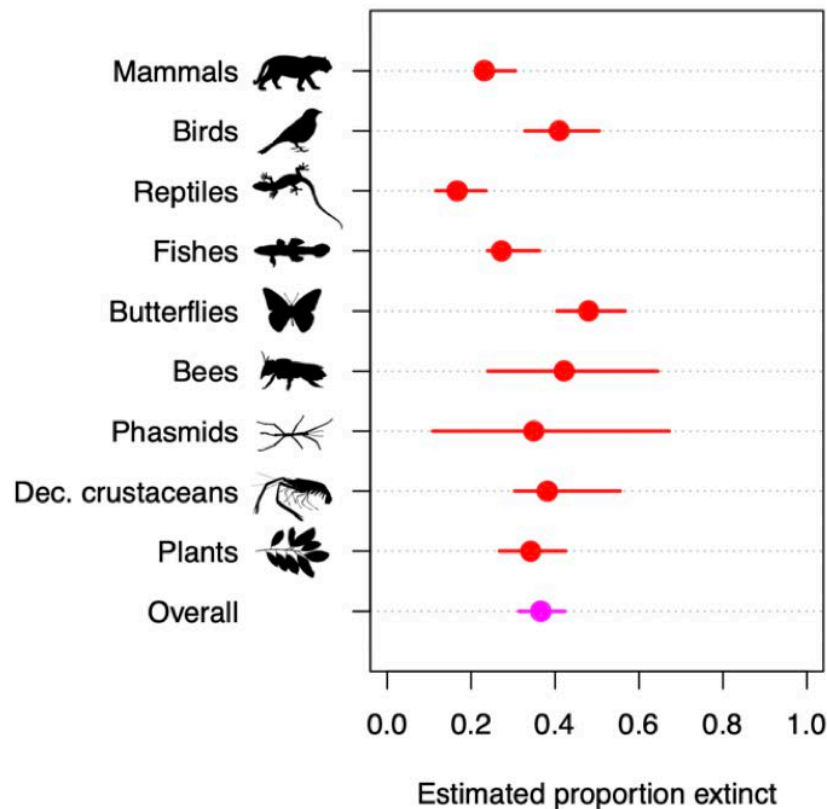 Mammals
Birds
Reptiles
Fishes
Butterflies
Bees
Phasmids
Dec. crustaceans
Plants
Overall
0.0 0.2 0.4 0.6 0.8 1.0
Estimated proportion extinct